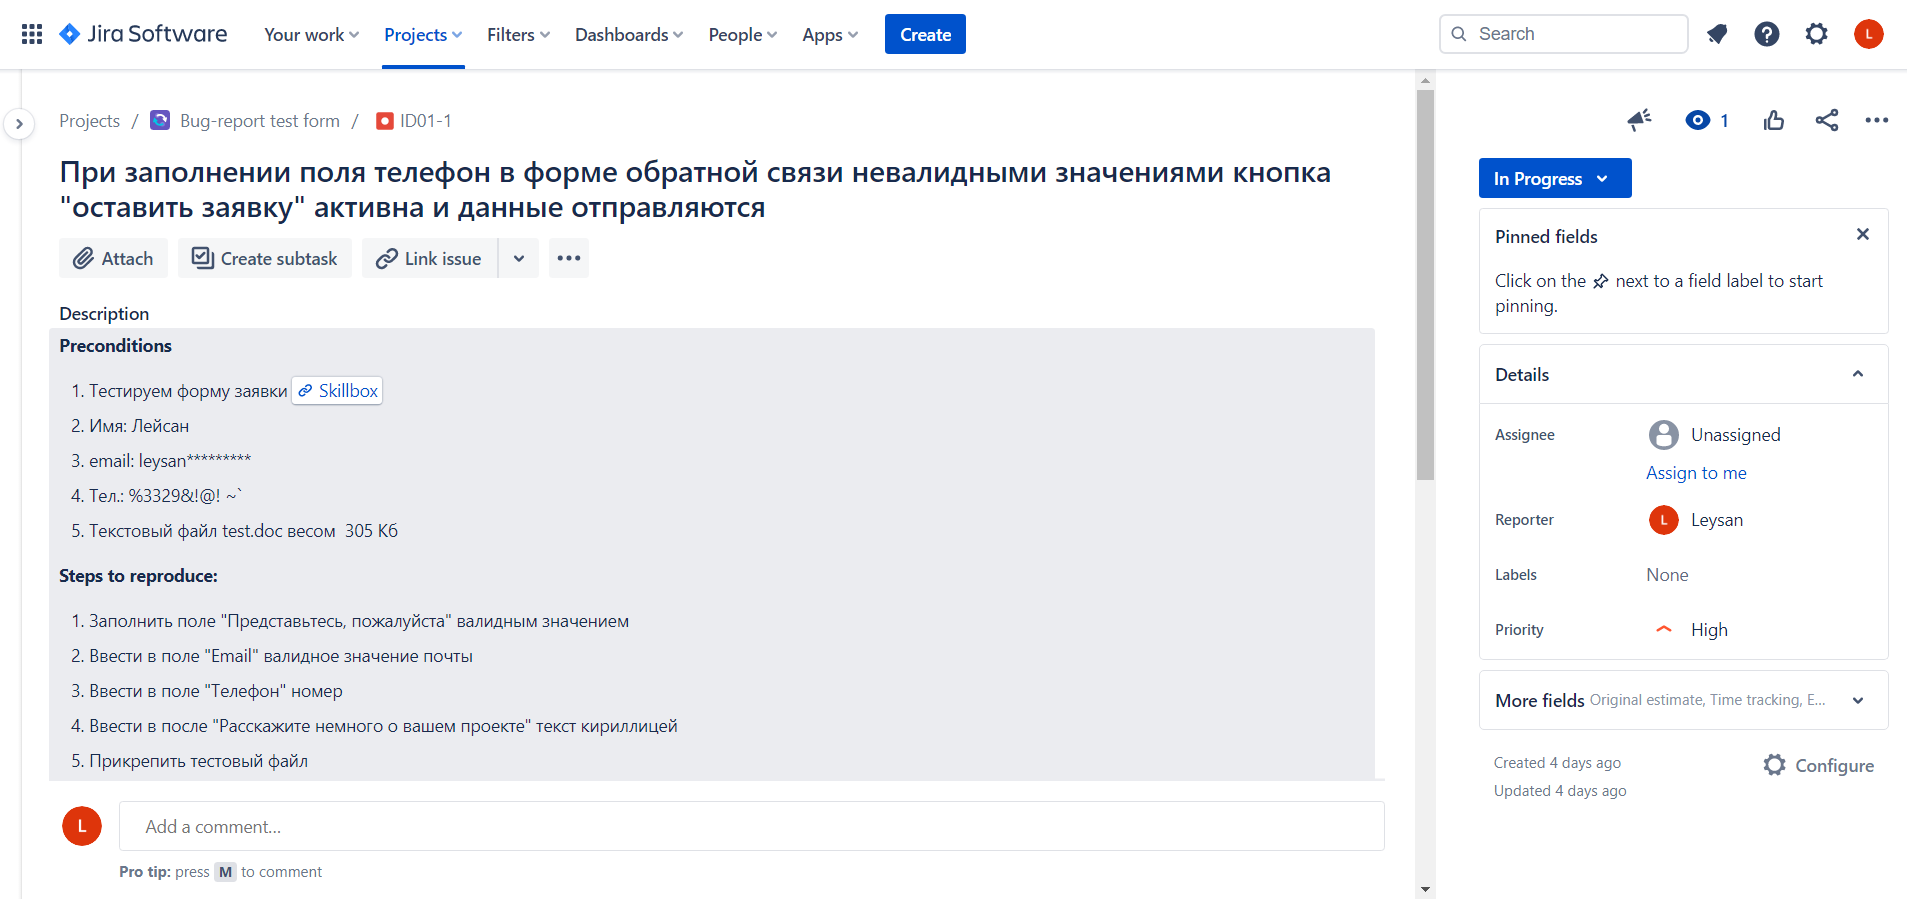 Jira Software
Your work
Projects
Filters
Dashboards
People
Apps
Create
Search
L
Projects / Bug-report test form / ID01-1
1
При заполнении поля телефон в форме обратной связи невалидными значениями кнопка
"оставить заявку" активна и данные отправляются
Attach
Create subtask
Link issue
Description
Preconditions
1. Тестируем форму заявки Skillbox
2. Имя: Лейсан
3. email: leysan*********
4. Тел.: %3329&!@! ~`
5. Текстовый файл test.doc весом 305 Кб
Steps to reproduce:
1. Заполнить поле "Представьтесь, пожалуйста" валидным значением
2. Ввести в поле "Email" валидное значение почты
3. Ввести в поле "Телефон" номер
4. Ввести в после "Расскажите немного о вашем проекте" текст кириллицей
5. Прикрепить тестовый файл
L
Add a comment...
Pro tip: press M to comment
In Progress
Pinned fields
Click on the next to a field label to start
pinning.
Details
Assignee
Unassigned
Assign to me
Reporter
L
Leysan
Labels
None
Priority
High
More fields Original estimate, Time tracking, E...
Created 4 days ago
Updated 4 days ago
Configure